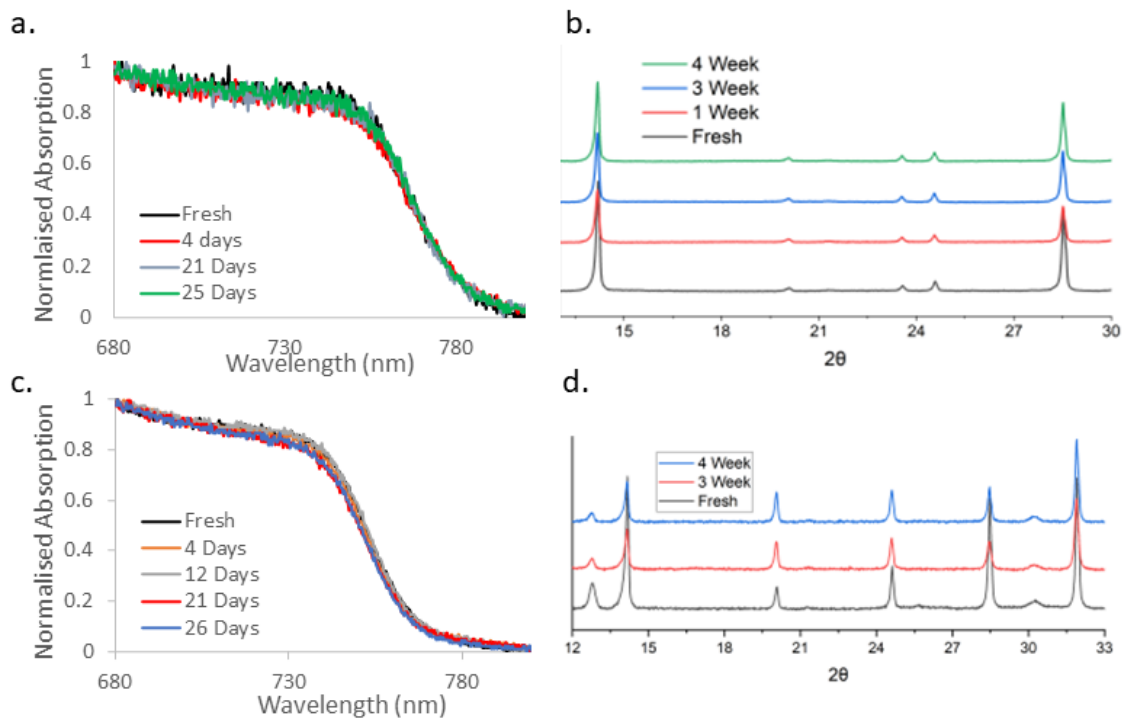 a.
1
0.8
0.6
0.4
0.2
0
Normlaised Absorption
Fresh
4 days
21 Days
25 Days
680
730
780
Wavelength (nm)
b.
4 Week
3 Week
1 Week
Fresh
15
18
21
24
27
30
2θ
c.
1
0.8
0.6
0.4
0.2
0
Normalised Absorption
Fresh
4 Days
12 Days
21 Days
26 Days
680
730
780
Wavelength (nm)
d.
4 Week
3 Week
Fresh
12
15
18
21
24
27
30
33
2θ